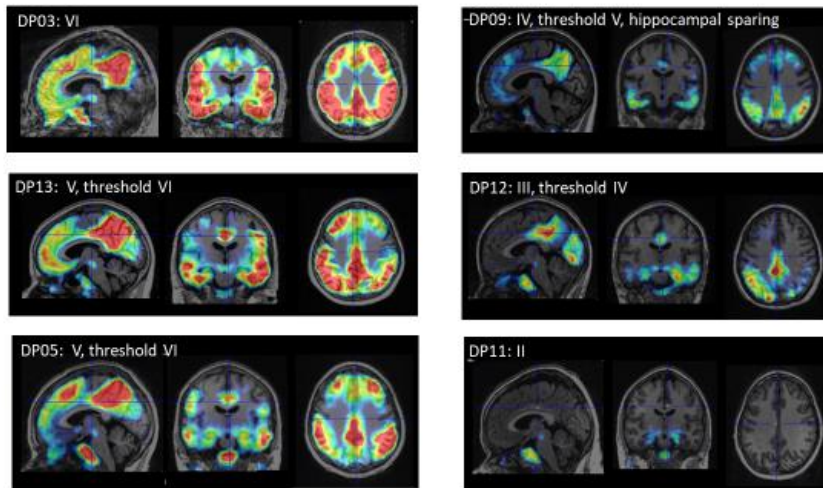 DP03: VI
-DP09: IV, threshold V, hippocampal sparing
DP13: V, threshold VI
DP12: III, threshold IV
DP05: V, threshold VI
DP11: II